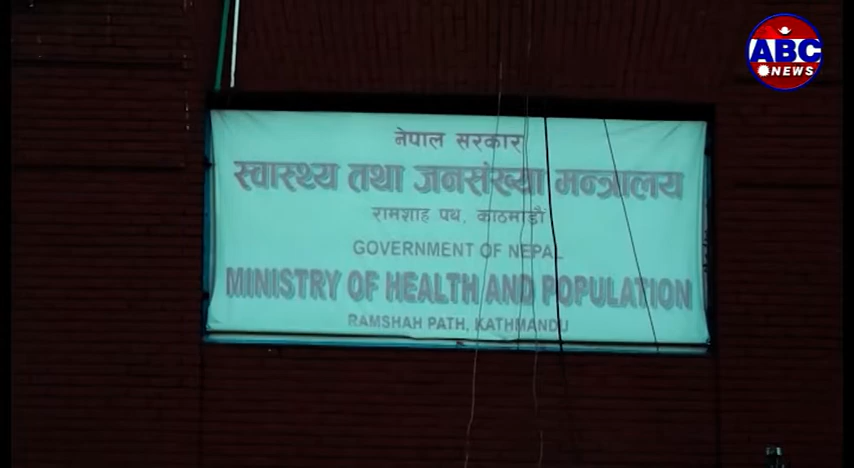 ABC
NEWS
नेपाल सरकार
स्वास्थ्य तथा जनसंख्या मन्त्रालय
रामशाह पथ, काठमाडौं
GOVERNMENT OF NEPAL
MINISTRY OF HEALTH AND POPULATION
RAMSHAH PATH, KATHMANDU